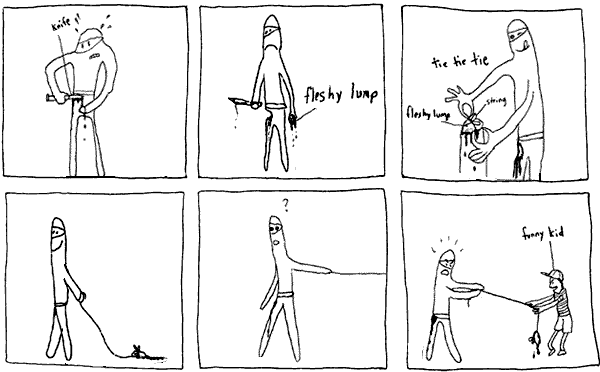 knife
fleshy lump
tie tie tie
string
fleshy lump
?
funny kid